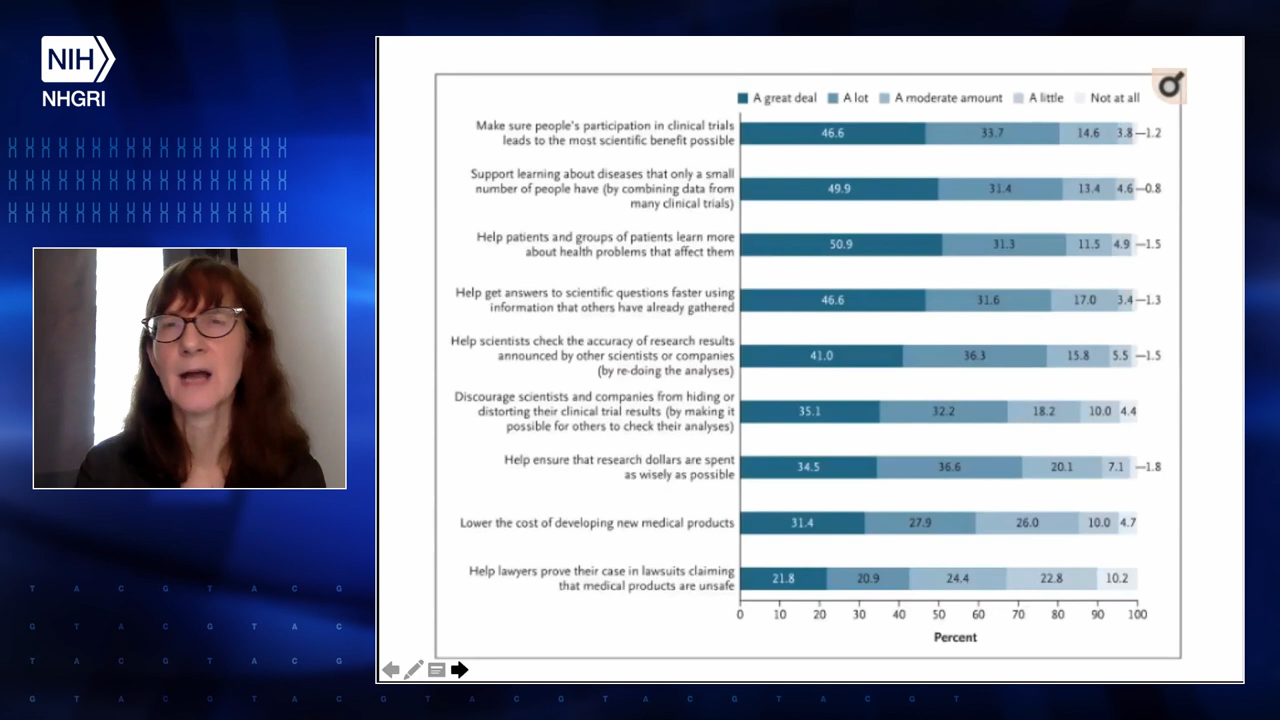 NIH
NHGRI
A great deal
A lot
A moderate amount
A little
Not at all
Make sure people's participation in clinical trials
leads to the most scientific benefit possible
46.6 33.7 14.6 3.8 —1.2
Support learning about diseases that only a small
number of people have (by combining data from
many clinical trials)
49.9 31.4 13.4 4.6 —0.8
Help patients and groups of patients learn more
about health problems that affect them
50.9 31.3 11.5 4.9 —1.5
Help get answers to scientific questions faster using
information that others have already gathered
46.6 31.6 17.0 3.4 —1.3
Help scientists check the accuracy of research results
announced by other scientists or companies
(by re-doing the analyses)
41.0 36.3 15.8 5.5 —1.5
Discourage scientists and companies from hiding or
distorting their clinical trial results (by making it
possible for others to check their analyses)
35.1 32.2 18.2 10.0 4.4
Help ensure that research dollars are spent
as wisely as possible
34.5 36.6 20.1 7.1 —1.8
Lower the cost of developing new medical products
31.4 27.9 26.0 10.0 4.7
Help lawyers prove their case in lawsuits claiming
that medical products are unsafe
21.8 20.9 24.4 22.8 10.2
0 10 20 30 40 50 60 70 80 90 100
Percent
T A C G T A C G
G T A C G T A C
T A C G T A C G
G T A C G T A C G T A C G T A C G T A C G T A C G T